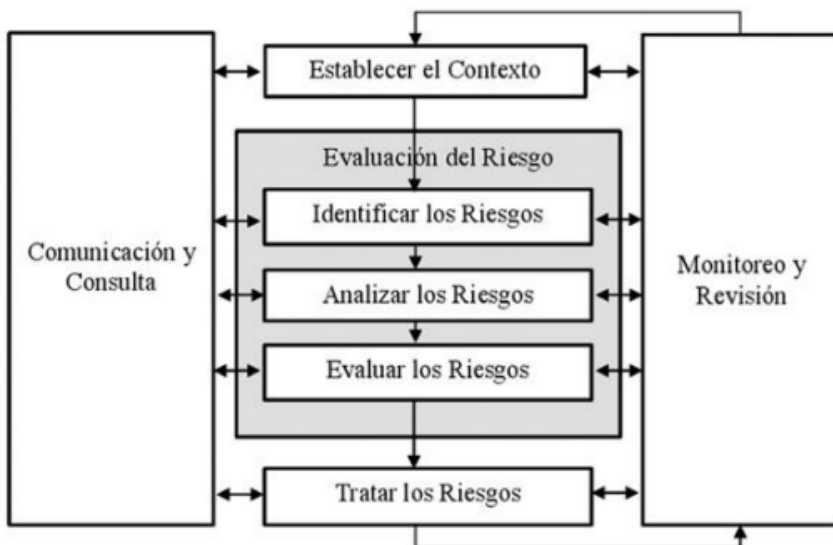 Establecer el Contexto
Evaluación del Riesgo
Identificar los Riesgos
Comunicación y
Consulta
Analizar los Riesgos
Monitoreo y
Revisión
Evaluar los Riesgos
Tratar los Riesgos